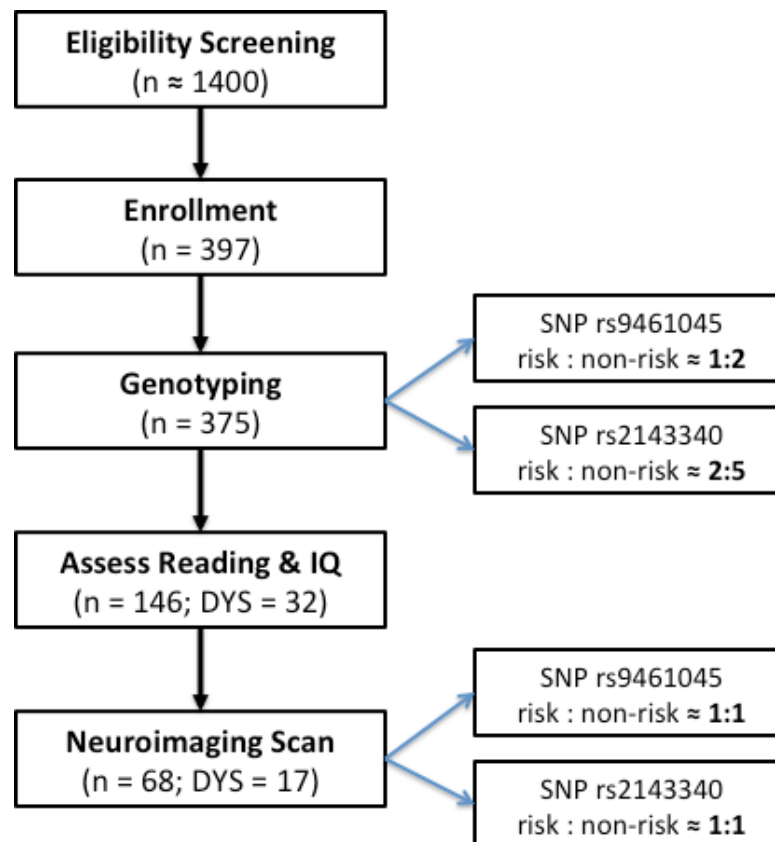 Eligibility Screening
(n ≈ 1400)
Enrollment
(n = 397)
Genotyping
(n = 375)
SNP rs9461045
risk : non-risk ≈ 1:2
SNP rs2143340
risk : non-risk ≈ 2:5
Assess Reading & IQ
(n = 146; DYS = 32)
Neuroimaging Scan
(n = 68; DYS = 17)
SNP rs9461045
risk : non-risk ≈ 1:1
SNP rs2143340
risk : non-risk ≈ 1:1